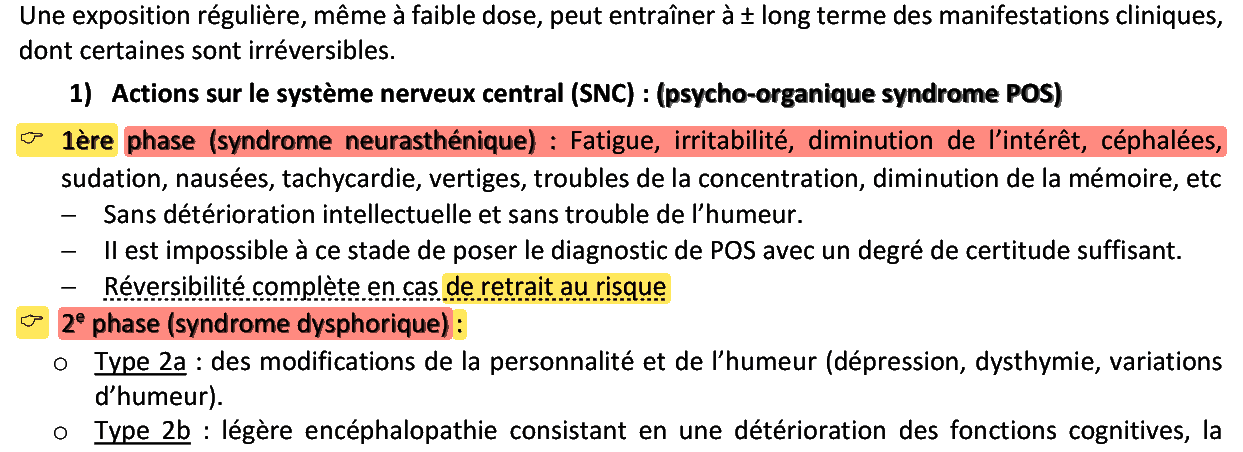 Une exposition régulière, même à faible dose, peut entraîner à ± long terme des manifestations cliniques,
dont certaines sont irréversibles.
1) Actions sur le système nerveux central (SNC) : (psycho-organique syndrome POS)
☞ 1ère phase (syndrome neurasthénique) : Fatigue, irritabilité, diminution de l’intérêt, céphalées,
sudation, nausées, tachycardie, vertiges, troubles de la concentration, diminution de la mémoire, etc
– Sans détérioration intellectuelle et sans trouble de l’humeur.
– Il est impossible à ce stade de poser le diagnostic de POS avec un degré de certitude suffisant.
– Réversibilité complète en cas de retrait au risque
☞ 2e phase (syndrome dysphorique) :
o Type 2a : des modifications de la personnalité et de l’humeur (dépression, dysthymie, variations
d’humeur).
o Type 2b : légère encéphalopathie consistant en une détérioration des fonctions cognitives, la